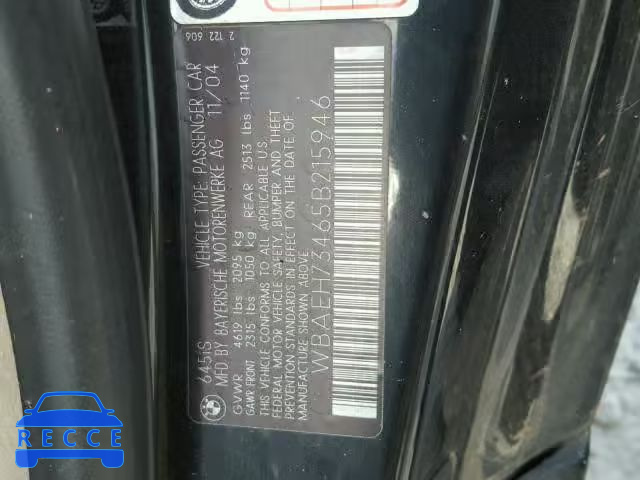 2 122 606
645iS VEHICLE TYPE: PASSENGER CAR
MFD BY BAYERISCHE MOTORENWERKE AG 11/04
GVWR 4619 lbs 2095 kg
GAWR FRONT 2315 lbs 1050 kg REAR 2513 lbs 1140 kg
THIS VEHICLE CONFORMS TO ALL APPLICABLE U.S.
FEDERAL MOTOR VEHICLE SAFETY, BUMPER AND THEFT
PREVENTION STANDARDS IN EFFECT ON THE DATE OF
MANUFACTURE SHOWN ABOVE
WBAEH73465B215946
RECCE